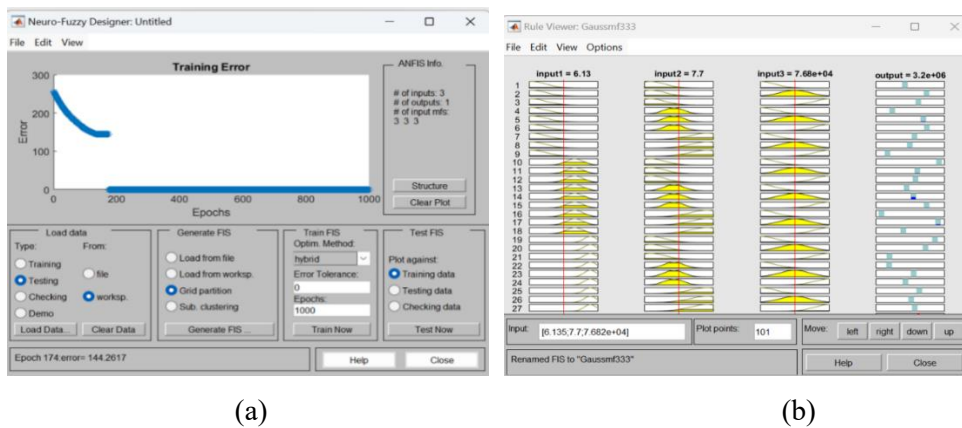 Neuro-Fuzzy Designer: Untitled
File Edit View
Training Error
300
200
100
0
Error
0 200 400 600 800 1000
Epochs
ANFIS Info.
# of inputs: 3
# of outputs: 1
# of input mfs:
3 3 3
Structure
Clear Plot
Load data
Type: From:
Training
Testing
Checking
Demo
file
worksp.
Load Data... Clear Data
Generate FIS
Load from file
Load from worksp.
Grid partition
Sub. clustering
Generate FIS ...
Train FIS
Optim. Method:
hybrid
Error Tolerance:
0
Epochs:
1000
Train Now
Test FIS
Plot against:
Training data
Testing data
Checking data
Test Now
Epoch 174:error= 144.2617
Help Close
(a)
Rule Viewer: Gaussmf333
File Edit View Options
input1 = 6.13 input2 = 7.7 input3 = 7.68e+04 output = 3.2e+06
1
2
3
4
5
6
7
8
9
10
11
12
13
14
15
16
17
18
19
20
21
22
23
24
25
26
27
Input: [6.135;7.7;7.682e+04] Plot points: 101 Move: left right down up
Renamed FIS to "Gaussmf333"
Help Close
(b)